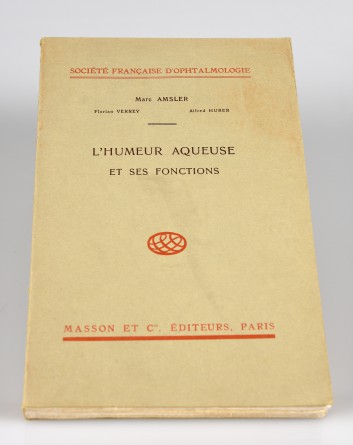 SOCIÉTÉ FRANÇAISE D'OPHTALMOLOGIE
Marc AMSLER
Florian VERREY Alfred HUBER
L'HUMEUR AQUEUSE
ET SES FONCTIONS
MASSON ET Cie, ÉDITEURS, PARIS